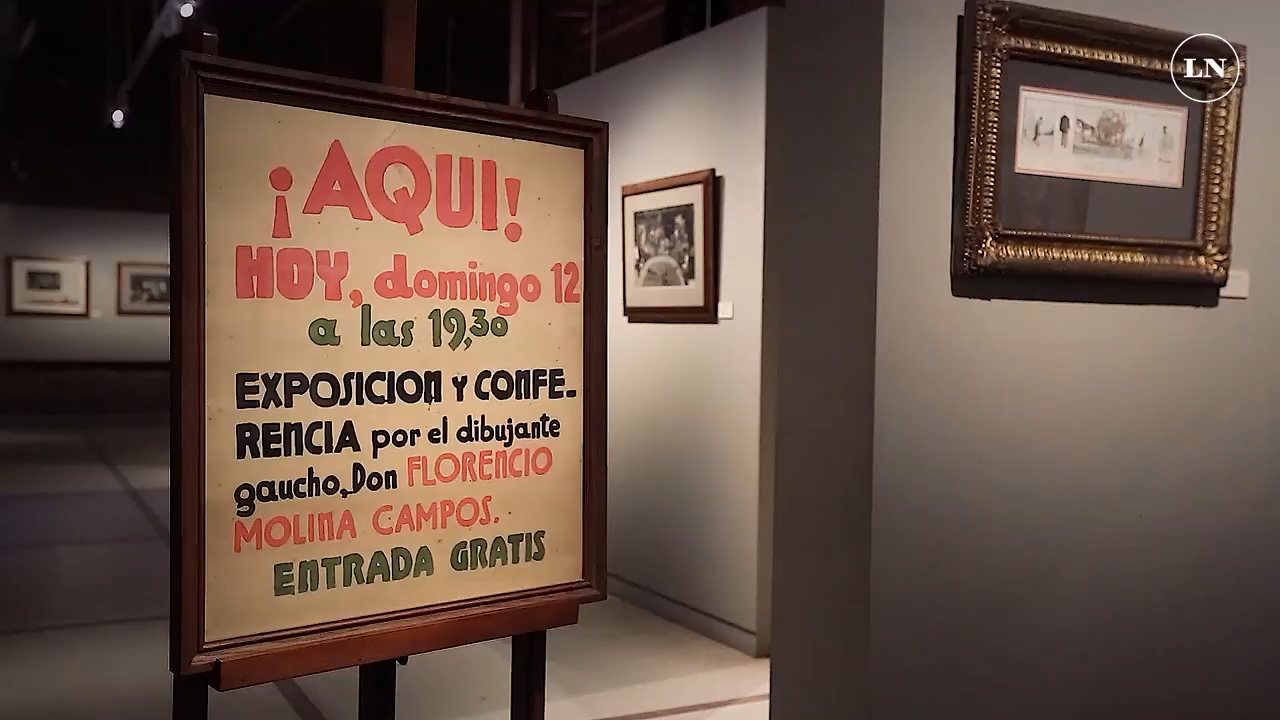 ¡AQUI!
HOY, domingo 12
a las 19,30
EXPOSICION Y CONFE-
RENCIA por el dibujante
gaucho, Don FLORENCIO
MOLINA CAMPOS.
ENTRADA GRATIS
LN